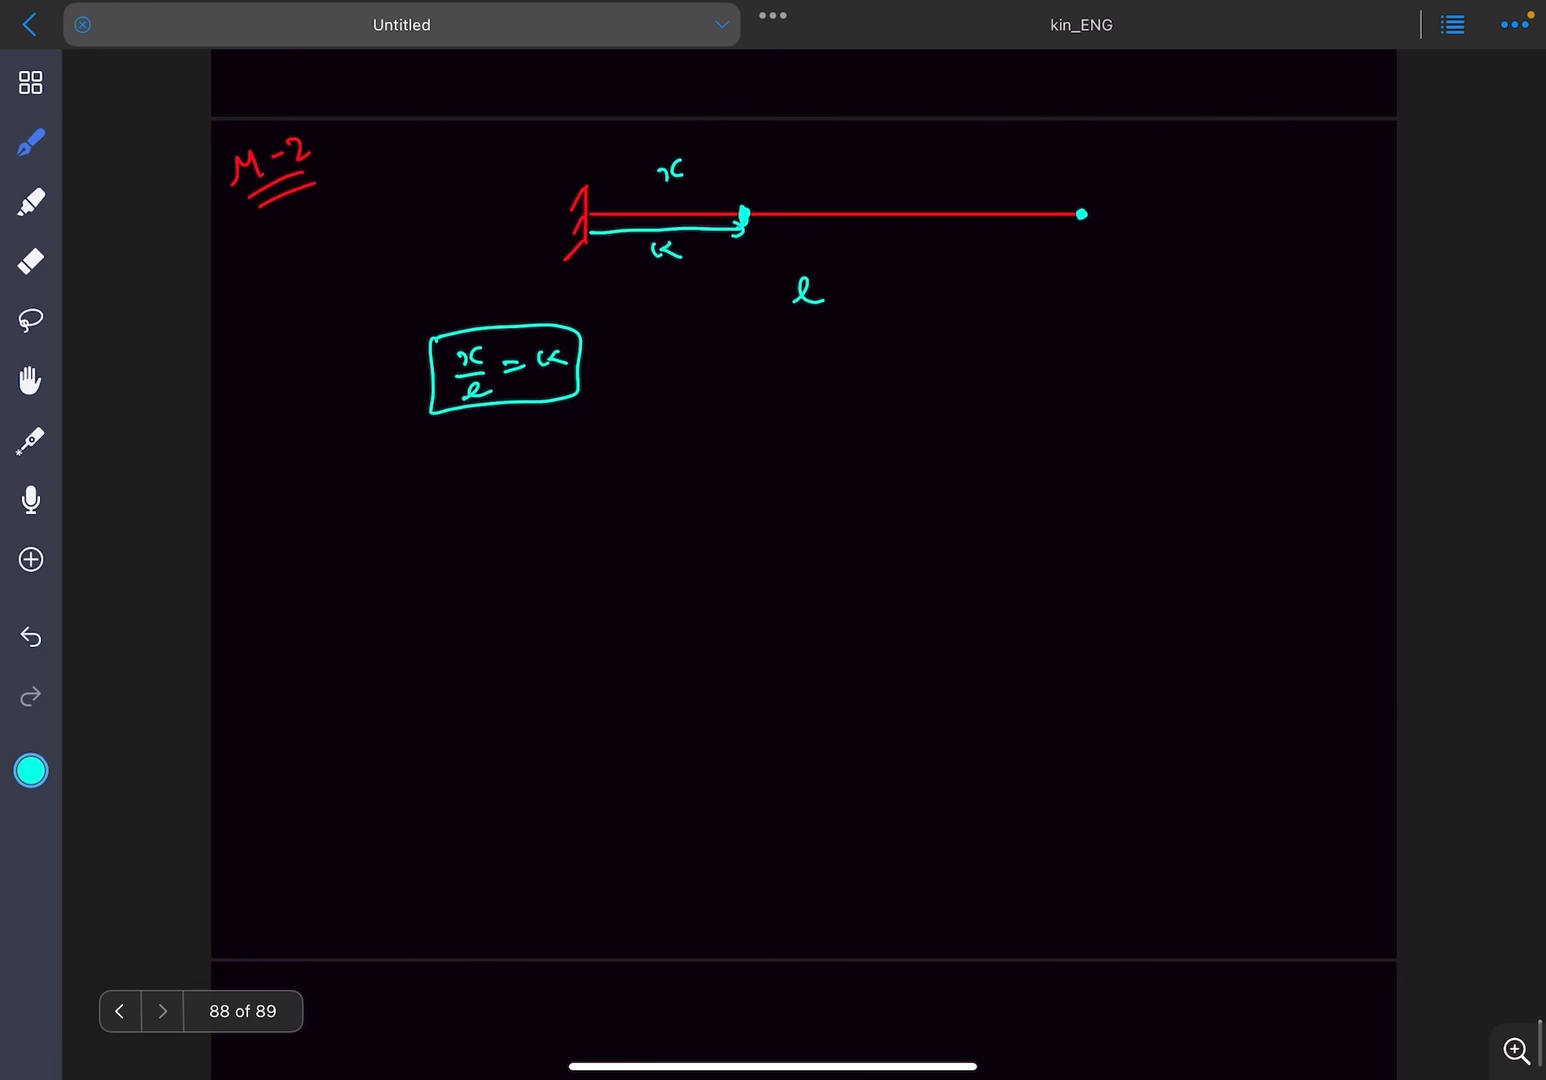 Untitled
kin_ENG
M-2
x
k
l
x/l = k
88 of 89